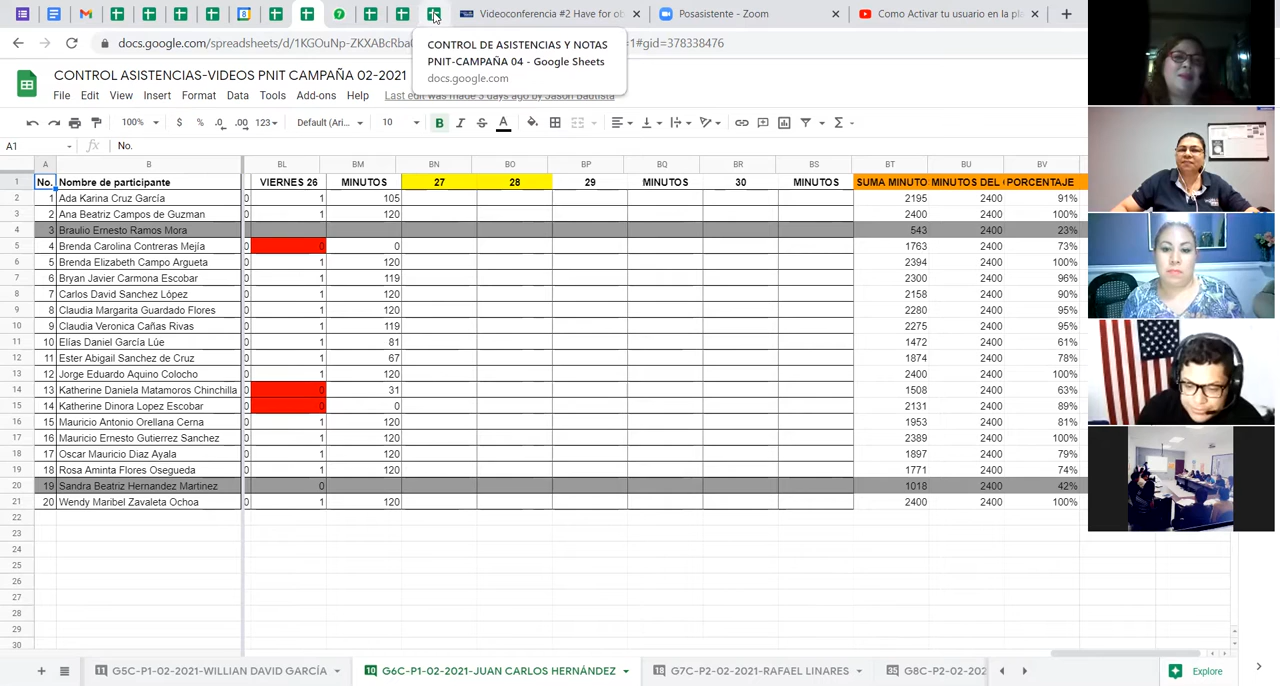 Videoconferencia #2 Have for ob
Posasistente - Zoom
Como Activar tu usuario en la pla
docs.google.com/spreadsheets/d/1KGOuNp-ZKXABcRba
=1#gid=378338476
CONTROL DE ASISTENCIAS Y NOTAS
PNIT-CAMPAÑA 04 - Google Sheets
docs.google.com
CONTROL ASISTENCIAS-VIDEOS PNIT CAMPAÑA 02-2021
File Edit View Insert Format Data Tools Add-ons Help Last edit was made 3 days ago by Jason Bautista
100% $ % .0 .00 123 Default (Ari... 10 B I S A
A1 fx No.
A B BL BM BN BO BP BQ BR BS BT BU BV
1 No. Nombre de participante VIERNES 26 MINUTOS 27 28 29 MINUTOS 30 MINUTOS SUMA MINUTO MINUTOS DEL PORCENTAJE
2 1 Ada Karina Cruz García 0 1 105 2195 2400 91%
3 2 Ana Beatriz Campos de Guzman 0 1 120 2400 2400 100%
4 3 Braulio Ernesto Ramos Mora 543 2400 23%
5 4 Brenda Carolina Contreras Mejía 0 0 0 1763 2400 73%
6 5 Brenda Elizabeth Campo Argueta 0 1 120 2394 2400 100%
7 6 Bryan Javier Carmona Escobar 0 1 119 2300 2400 96%
8 7 Carlos David Sanchez López 0 1 120 2158 2400 90%
9 8 Claudia Margarita Guardado Flores 0 1 120 2280 2400 95%
10 9 Claudia Veronica Cañas Rivas 0 1 119 2275 2400 95%
11 10 Elías Daniel García Lúe 0 1 81 1472 2400 61%
12 11 Ester Abigail Sanchez de Cruz 0 1 67 1874 2400 78%
13 12 Jorge Eduardo Aquino Colocho 0 1 120 2400 2400 100%
14 13 Katherine Daniela Matamoros Chinchilla 0 0 31 1508 2400 63%
15 14 Katherine Dinora Lopez Escobar 0 0 0 2131 2400 89%
16 15 Mauricio Antonio Orellana Cerna 0 1 120 1953 2400 81%
17 16 Mauricio Ernesto Gutierrez Sanchez 0 1 120 2389 2400 100%
18 17 Oscar Mauricio Diaz Ayala 0 1 120 1897 2400 79%
19 18 Rosa Aminta Flores Osegueda 0 1 120 1771 2400 74%
20 19 Sandra Beatriz Hernandez Martinez 0 1018 2400 42%
21 20 Wendy Maribel Zavaleta Ochoa 0 1 120 2400 2400 100%
22
23
24
25
26
27
28
29
30
11 G5C-P1-02-2021-WILLIAN DAVID GARCÍA 10 G6C-P1-02-2021-JUAN CARLOS HERNÁNDEZ 18 G7C-P2-02-2021-RAFAEL LINARES 35 G8C-P2-02-202 Explore